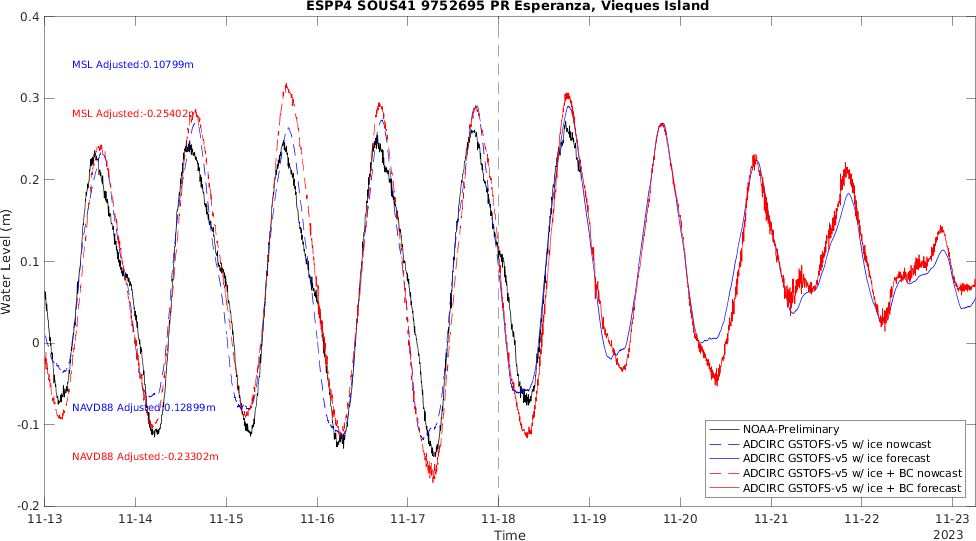 ESPP4 SOUS41 9752695 PR Esperanza, Vieques Island
0.4
0.3
0.2
0.1
0
-0.1
-0.2
Water Level (m)
MSL Adjusted:0.10799m
MSL Adjusted:-0.25402m
NAVD88 Adjusted:0.12899m
NAVD88 Adjusted:-0.23302m
NOAA-Preliminary
ADCIRC GSTOFS-v5 w/ ice nowcast
ADCIRC GSTOFS-v5 w/ ice forecast
ADCIRC GSTOFS-v5 w/ ice + BC nowcast
ADCIRC GSTOFS-v5 w/ ice + BC forecast
11-13 11-14 11-15 11-16 11-17 11-18 11-19 11-20 11-21 11-22 11-23
Time
2023